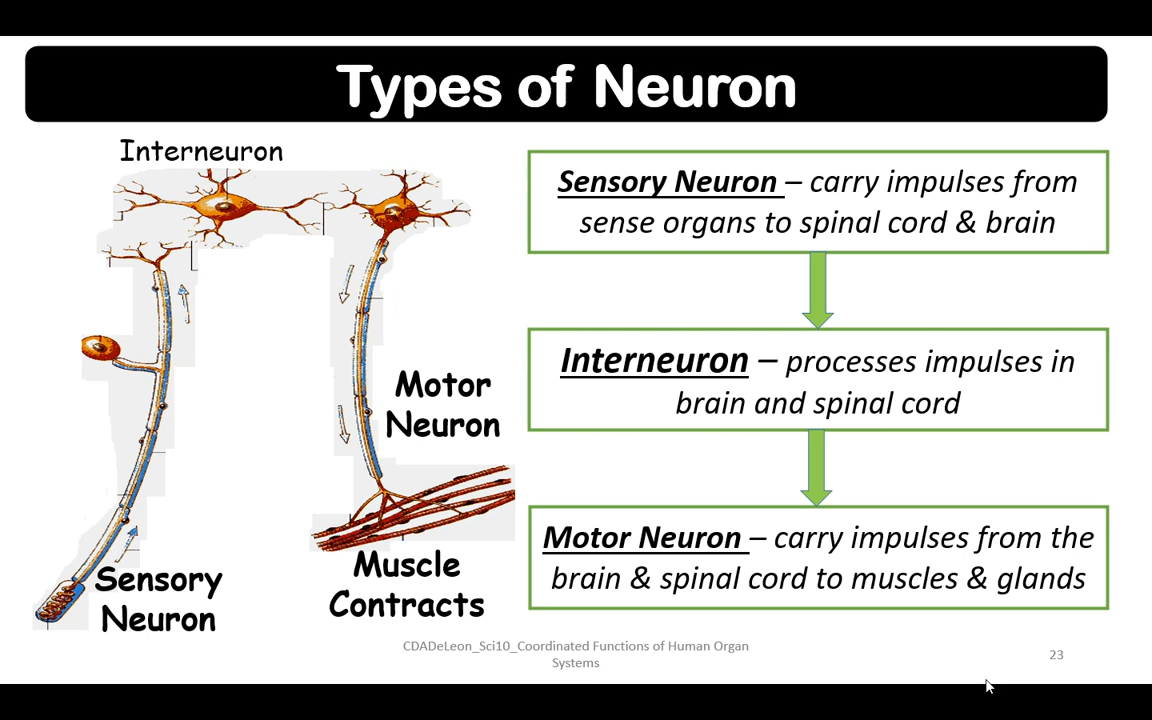 Types of Neuron
Interneuron
Motor
Neuron
Sensory
Neuron
Muscle
Contracts
Sensory Neuron – carry impulses from
sense organs to spinal cord & brain
Interneuron – processes impulses in
brain and spinal cord
Motor Neuron – carry impulses from the
brain & spinal cord to muscles & glands
CDADeLeon_Sci10_Coordinated Functions of Human Organ
Systems
23